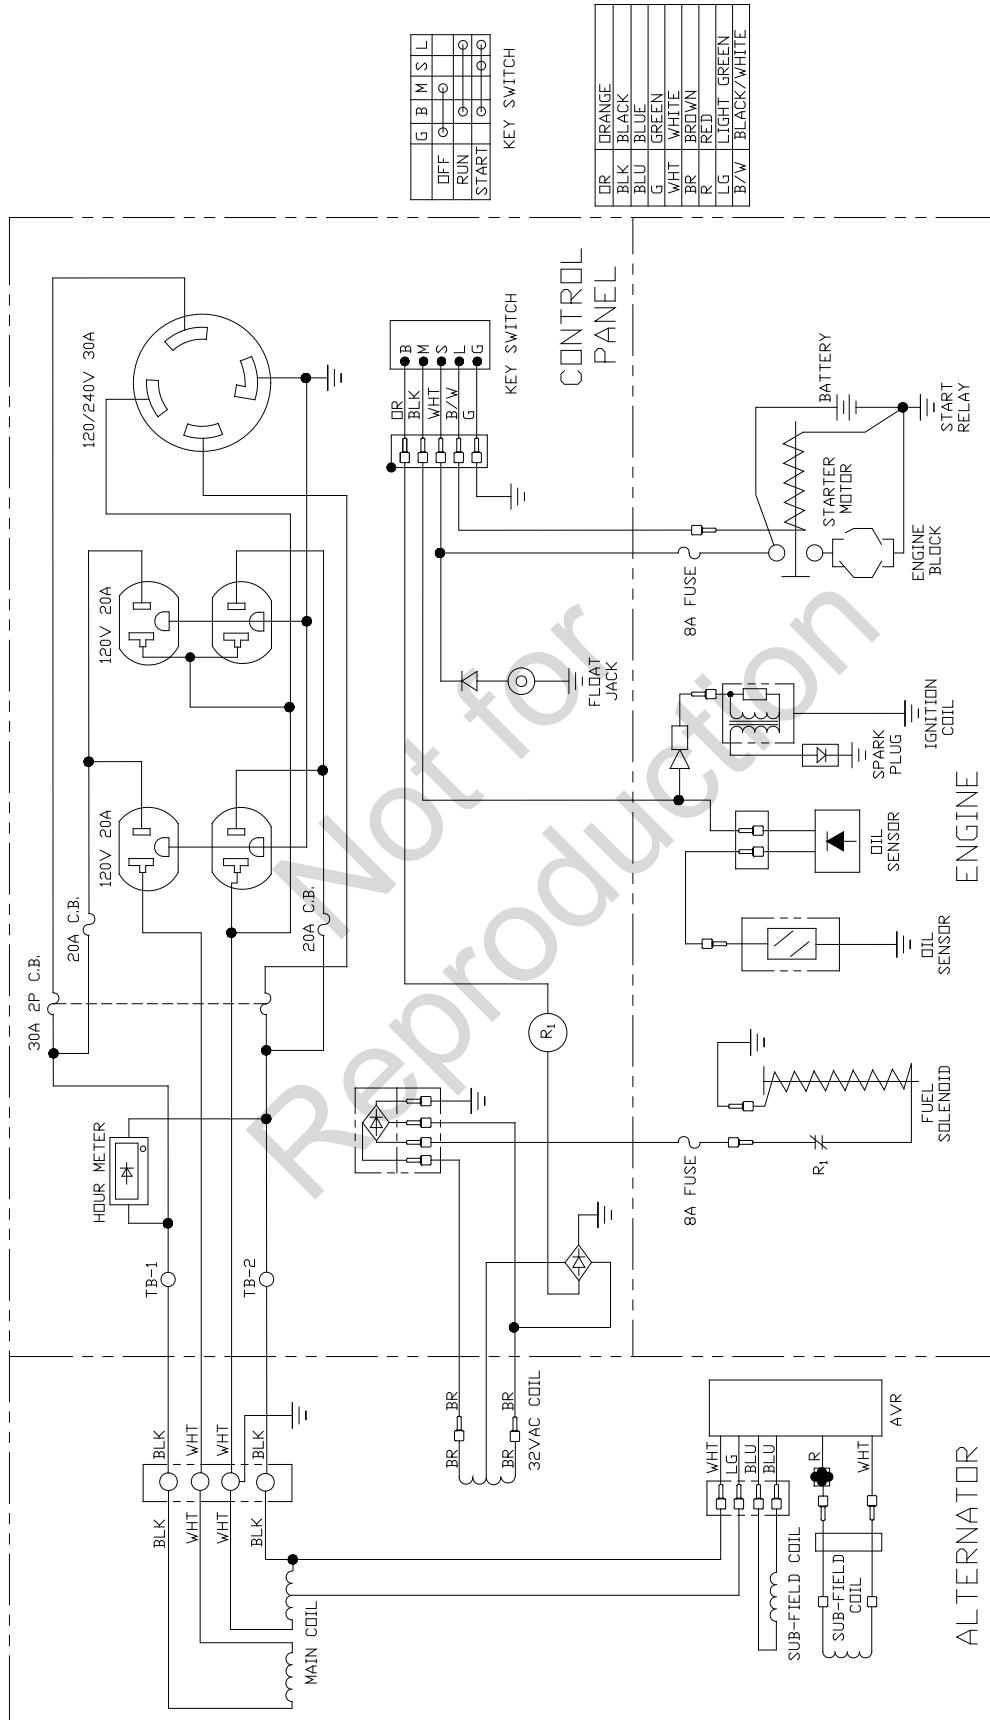 G B M S L
OFF
RUN
START
KEY SWITCH
OR ORANGE
BLK BLACK
BLU BLUE
G GREEN
WHT WHITE
BR BROWN
R RED
LG LIGHT GREEN
B/W BLACK/WHITE
CONTROL
PANEL
120/240V 30A
120V 20A
120V 20A
30A 2P C.B.
20A C.B.
20A C.B.
HOUR METER
TB-1
TB-2
B
M
S
L
G
KEY SWITCH
OR
BLK
WHT
B/W
G
FLOAT
JACK
R1
8A FUSE
8A FUSE
BATTERY
START
RELAY
STARTER
MOTOR
ENGINE
BLOCK
IGNITION
COIL
SPARK
PLUG
OIL
SENSOR
OIL
SENSOR
FUEL
SOLENOID
R1
ENGINE
BLK
WHT
WHT
BLK
BLK
WHT
WHT
BLK
MAIN COIL
BR
BR
BR
BR
32VAC COIL
WHT
LG
BLU
BLU
R
WHT
AVR
SUB-FIELD COIL
SUB-FIELD
COIL
ALTERNATOR
Not for
Reproduction